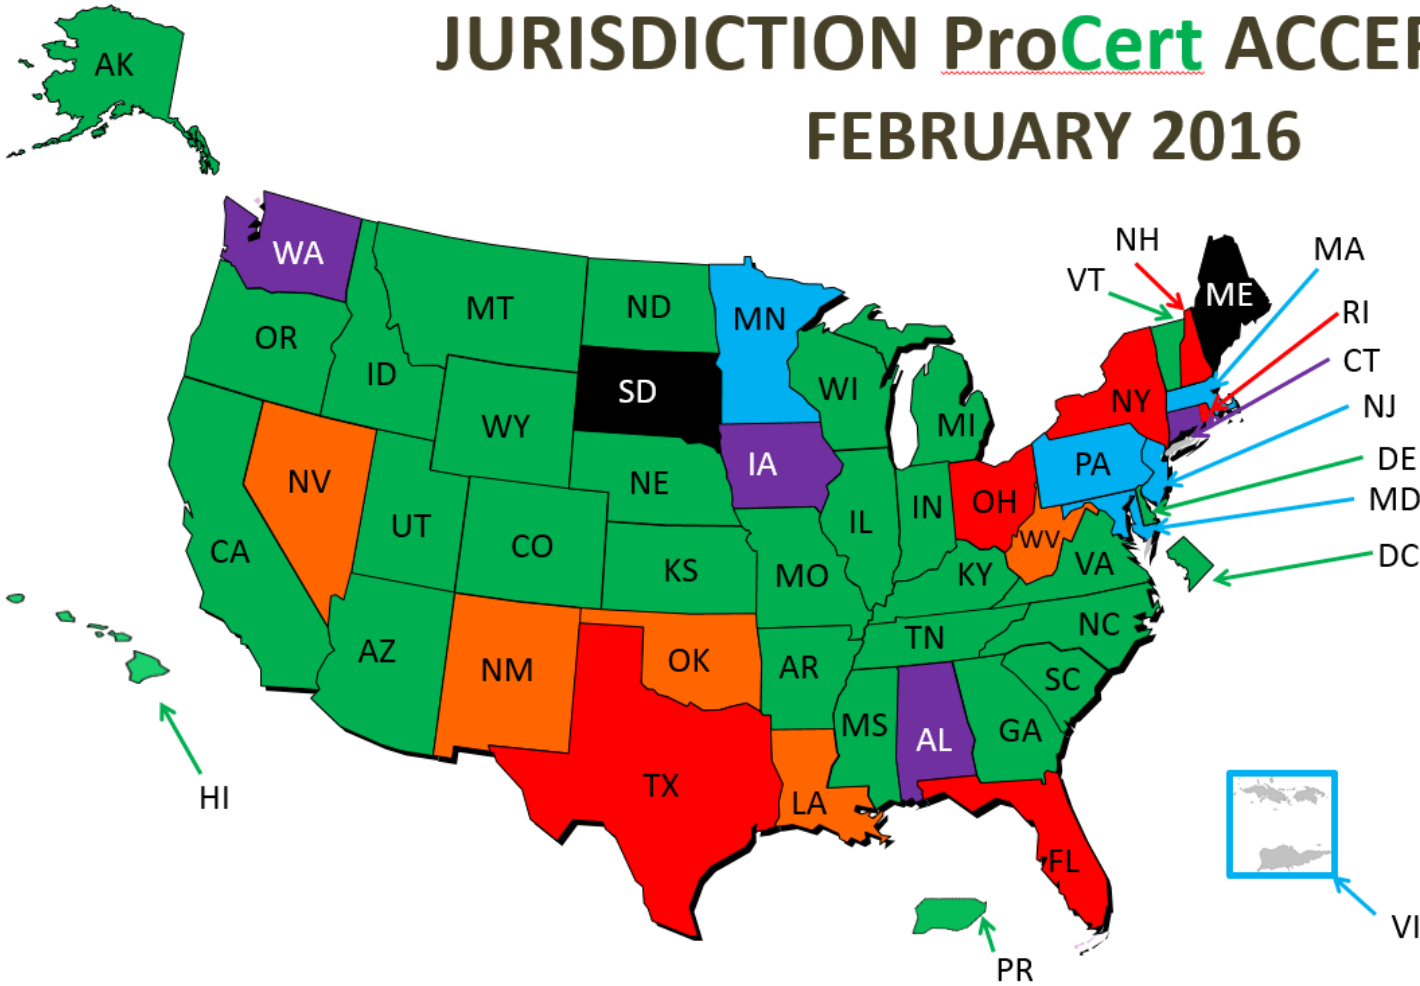 JURISDICTION ProCert ACCEP
FEBRUARY 2016
AK
WA
NH
MA
VT
ME
MT
ND
MN
RI
OR
ID
WI
CT
SD
NY
NJ
WY
MI
IA
PA
DE
NV
NE
OH
MD
UT
IL
IN
WV
CA
CO
KS
MO
KY
VA
DC
AZ
NM
OK
AR
TN
NC
SC
MS
AL
GA
TX
LA
HI
FL
VI
PR